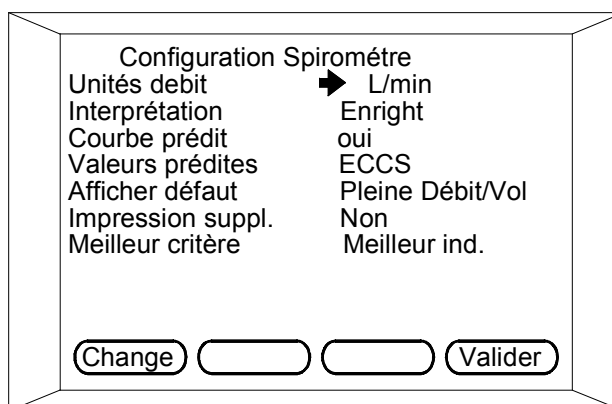 Configuration Spirométre
Unités debit L/min
Interprétation Enright
Courbe prédit oui
Valeurs prédites ECCS
Afficher défaut Pleine Débit/Vol
Impression suppl. Non
Meilleur critère Meilleur ind.
Change Valider